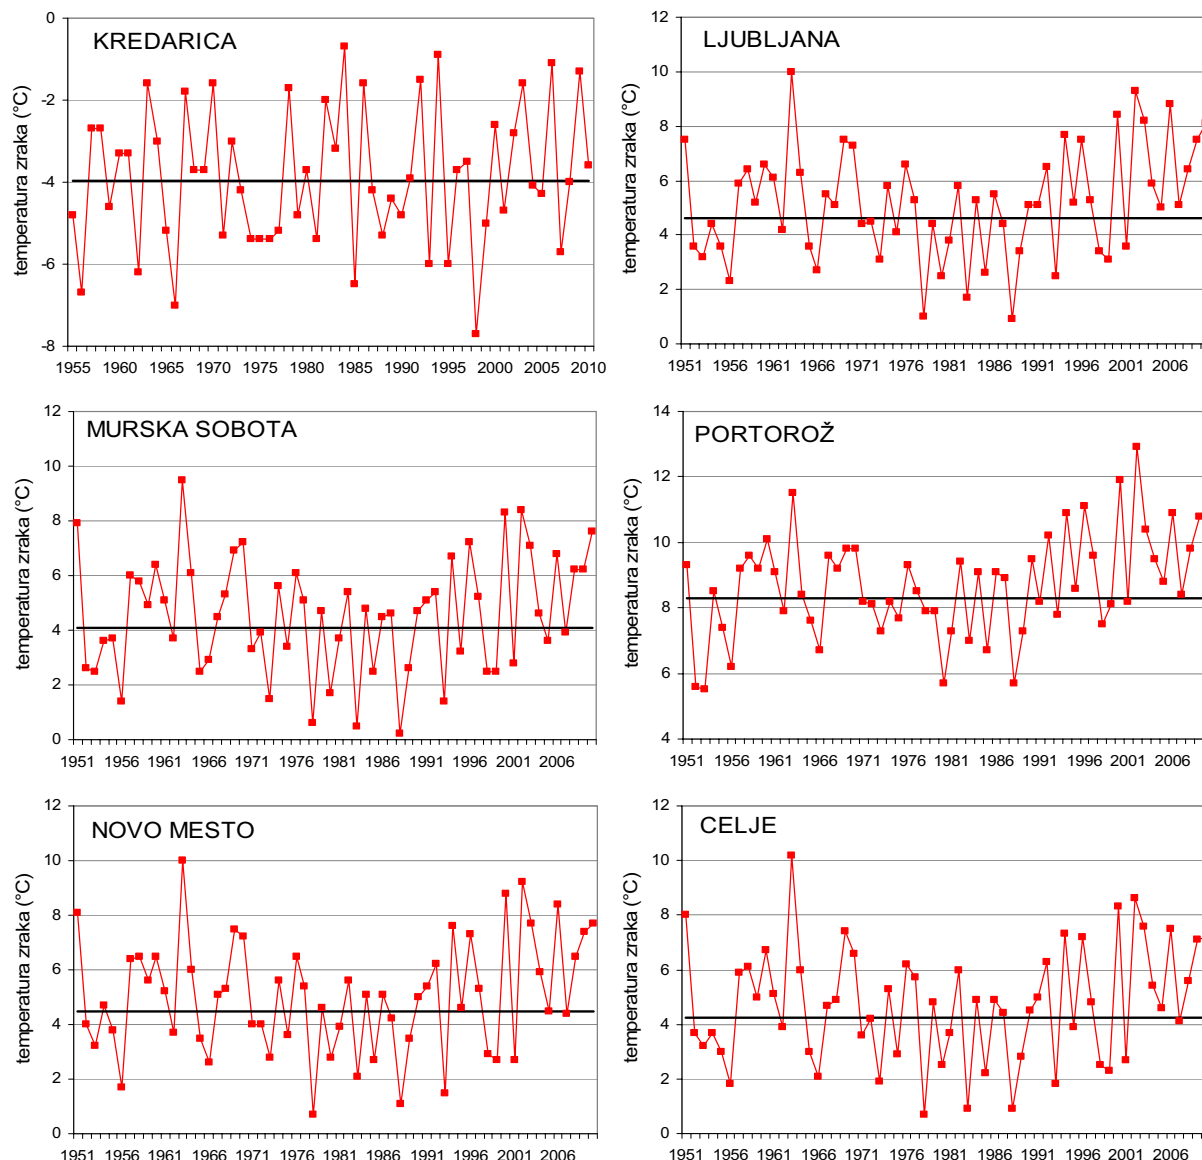 KREDARICA
temperatura zraka (°C)
0
-2
-4
-6
-8
1955 1960 1965 1970 1975 1980 1985 1990 1995 2000 2005 2010
LJUBLJANA
temperatura zraka (°C)
12
10
8
6
4
2
0
1951 1956 1961 1966 1971 1976 1981 1986 1991 1996 2001 2006
MURSKA SOBOTA
temperatura zraka (°C)
12
10
8
6
4
2
0
1951 1956 1961 1966 1971 1976 1981 1986 1991 1996 2001 2006
PORTOROŽ
temperatura zraka (°C)
14
12
10
8
6
4
1951 1956 1961 1966 1971 1976 1981 1986 1991 1996 2001 2006
NOVO MESTO
temperatura zraka (°C)
12
10
8
6
4
2
0
1951 1956 1961 1966 1971 1976 1981 1986 1991 1996 2001 2006
CELJE
temperatura zraka (°C)
12
10
8
6
4
2
0
1951 1956 1961 1966 1971 1976 1981 1986 1991 1996 2001 2006